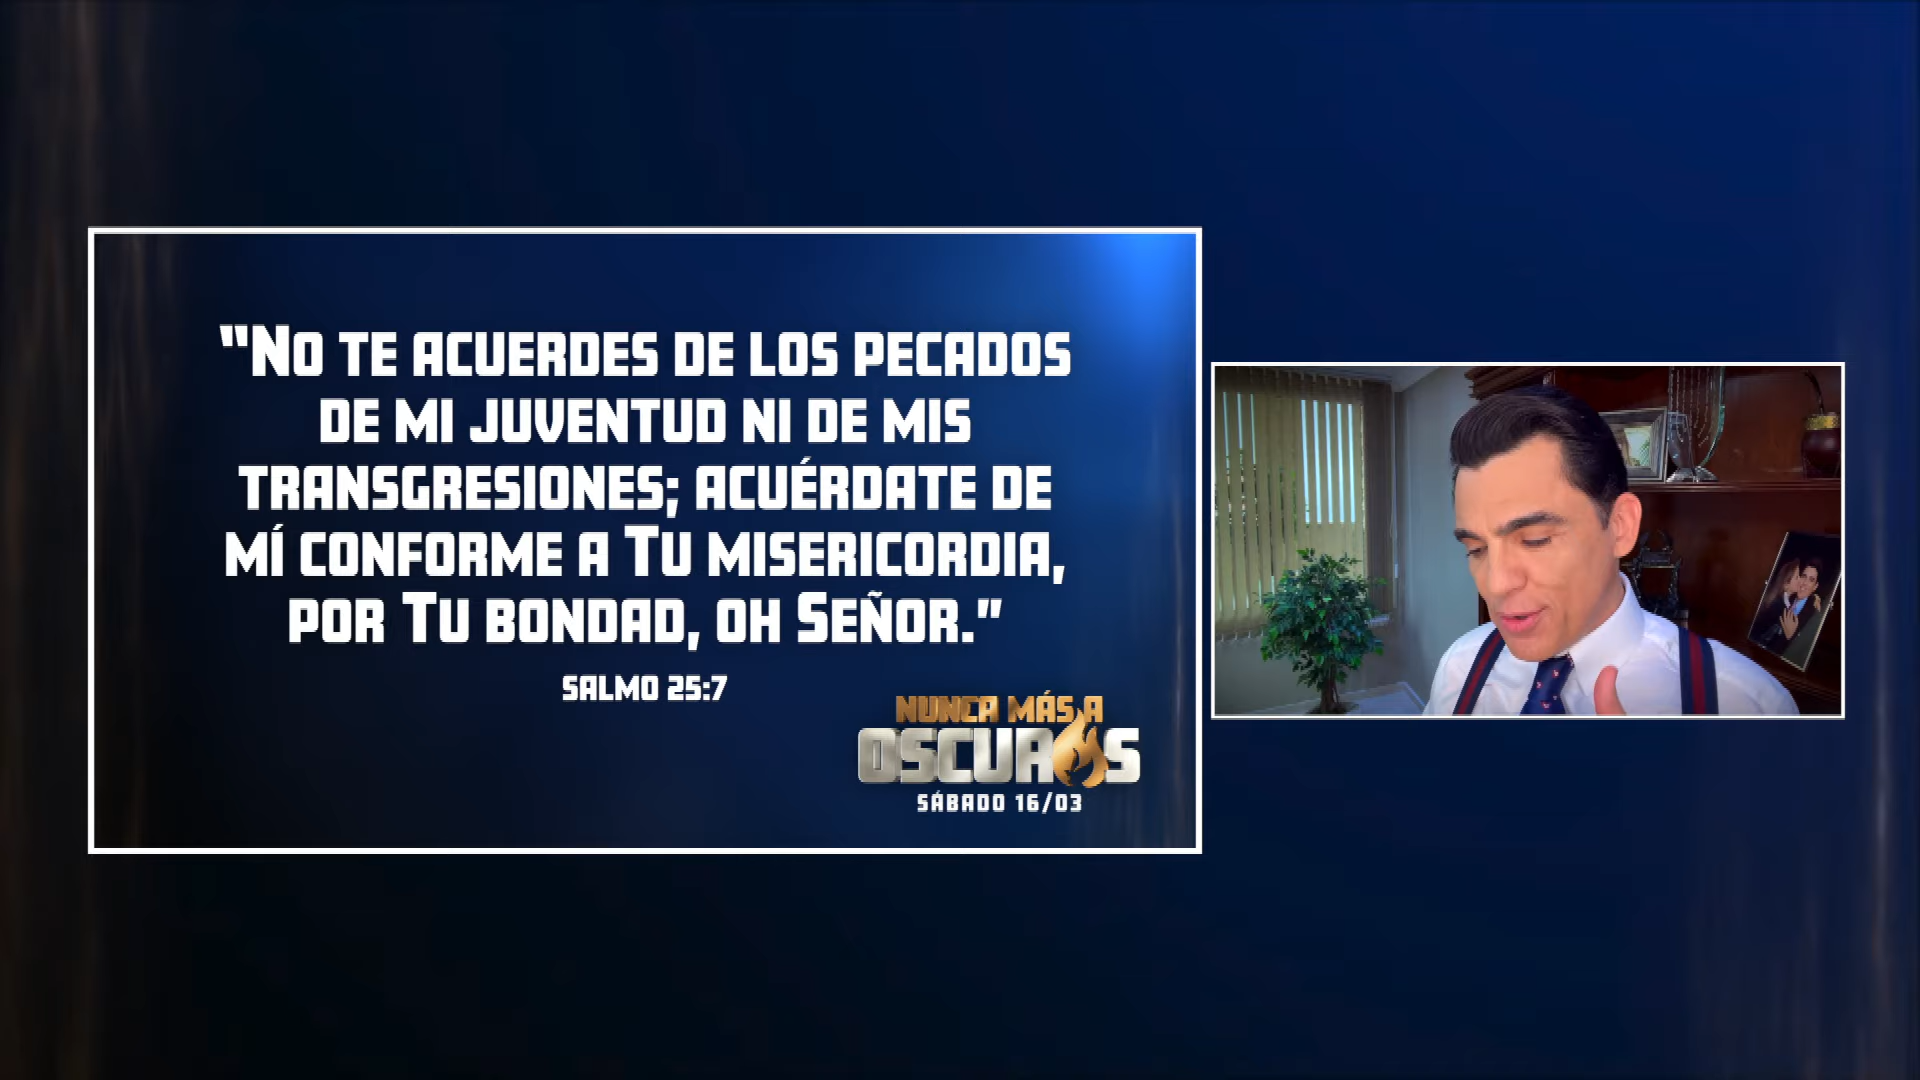 "No te acuerdes de los pecados
de mi juventud ni de mis
transgresiones; acuérdate de
mí conforme a Tu misericordia,
por Tu bondad, oh Señor."
SALMO 25:7
NUNCA MÁS A
OSCURAS
SÁBADO 16/03